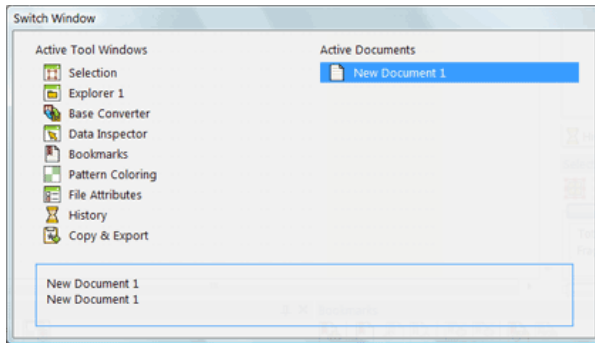 Switch Window
Active Tool Windows
Selection
Explorer 1
Base Converter
Data Inspector
Bookmarks
Pattern Coloring
File Attributes
History
Copy & Export
Active Documents
New Document 1
New Document 1
New Document 1